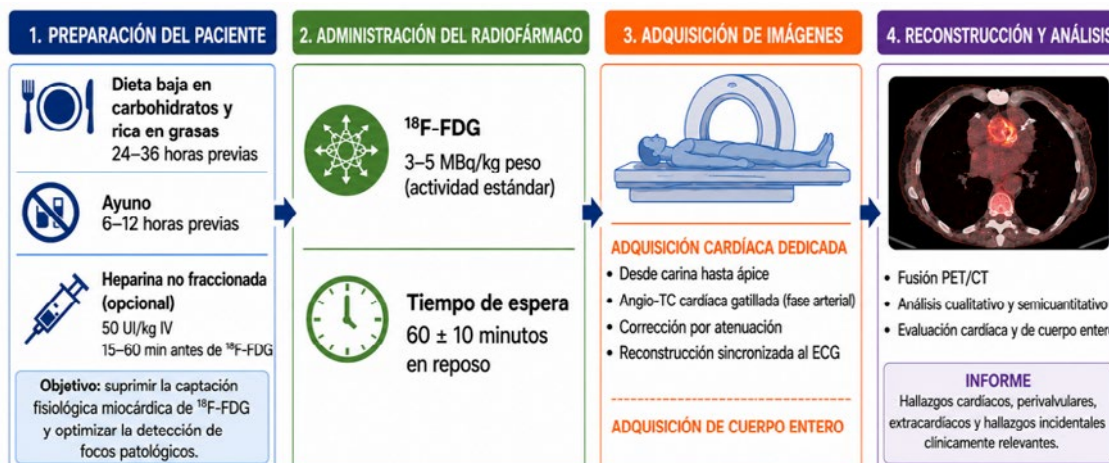 1. PREPARACIÓN DEL PACIENTE
Dieta baja en
carbohidratos y
rica en grasas
24–36 horas previas
Ayuno
6–12 horas previas
Heparina no fraccionada
(opcional)
50 UI/kg IV
15–60 min antes de ¹⁸F-FDG
Objetivo: suprimir la captación
fisiológica miocárdica de ¹⁸F-FDG
y optimizar la detección de
focos patológicos.
2. ADMINISTRACIÓN DEL RADIOFÁRMACO
¹⁸F-FDG
3–5 MBq/kg peso
(actividad estándar)
Tiempo de espera
60 ± 10 minutos
en reposo
3. ADQUISICIÓN DE IMÁGENES
ADQUISICIÓN CARDÍACA DEDICADA
• Desde carina hasta ápice
• Angio-TC cardíaca gatillada (fase arterial)
• Corrección por atenuación
• Reconstrucción sincronizada al ECG
ADQUISICIÓN DE CUERPO ENTERO
4. RECONSTRUCCIÓN Y ANÁLISIS
• Fusión PET/CT
• Análisis cualitativo y semicuantitativo
• Evaluación cardíaca y de cuerpo entero
INFORME
Hallazgos cardíacos, perivalvulares,
extracardíacos y hallazgos incidentales
clínicamente relevantes.